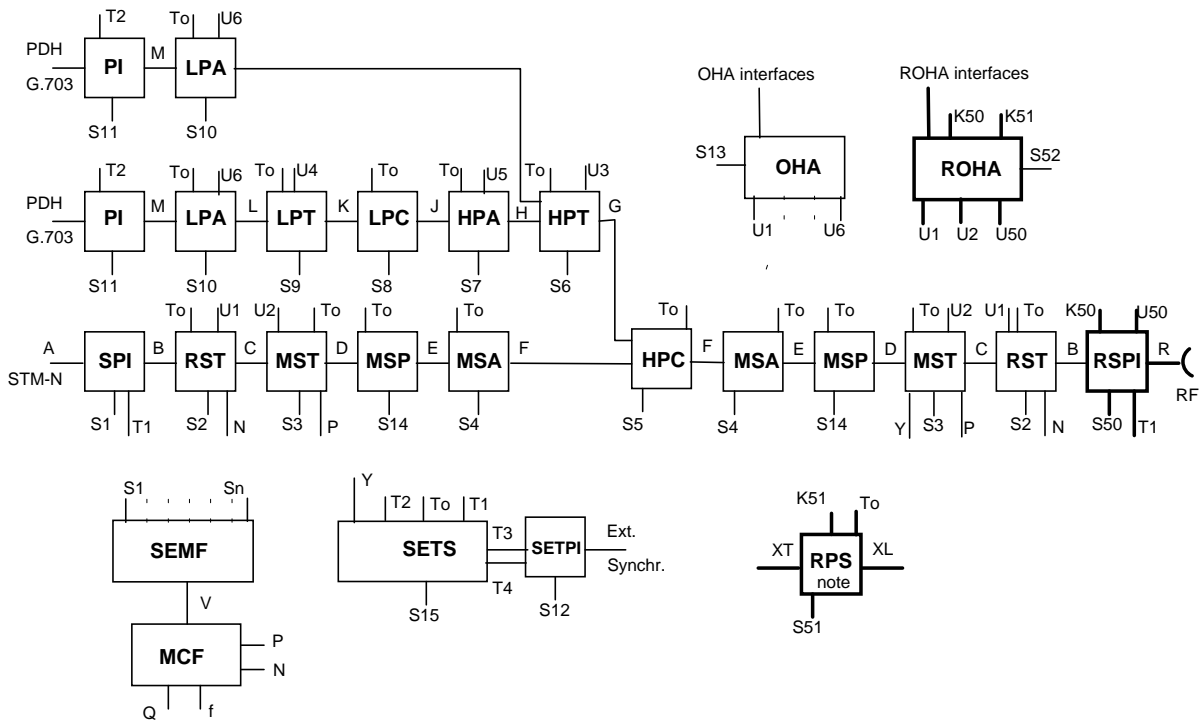 T2 To U6
PDH M
PI LPA
G.703
S11 S10
OHA interfaces ROHA interfaces
K50 K51
S13 OHA ROHA S52
U1 U6 U1 U2 U50
T2 To U6 To U4 To To U5 To U3
PDH M L K J H G
PI LPA LPT LPC HPA HPT
G.703
S11 S10 S9 S8 S7 S6
To U1 U2 To To To To To To To U2 U1 To K50 U50
A B C D E F F E D C B R
SPI RST MST MSP MSA HPC MSA MSP MST RST RSPI
STM-N RF
S1 T1 S2 N S3 P S14 S4 S5 S4 S14 Y S3 P S2 N S50 T1
S1 Sn
SEMF
V
MCF
P
N
Q f
Y
T2 To T1
SETS
T3
T4
SETPI
Ext.
Synchr.
S15 S12
K51 To
XT RPS XL
note
S51